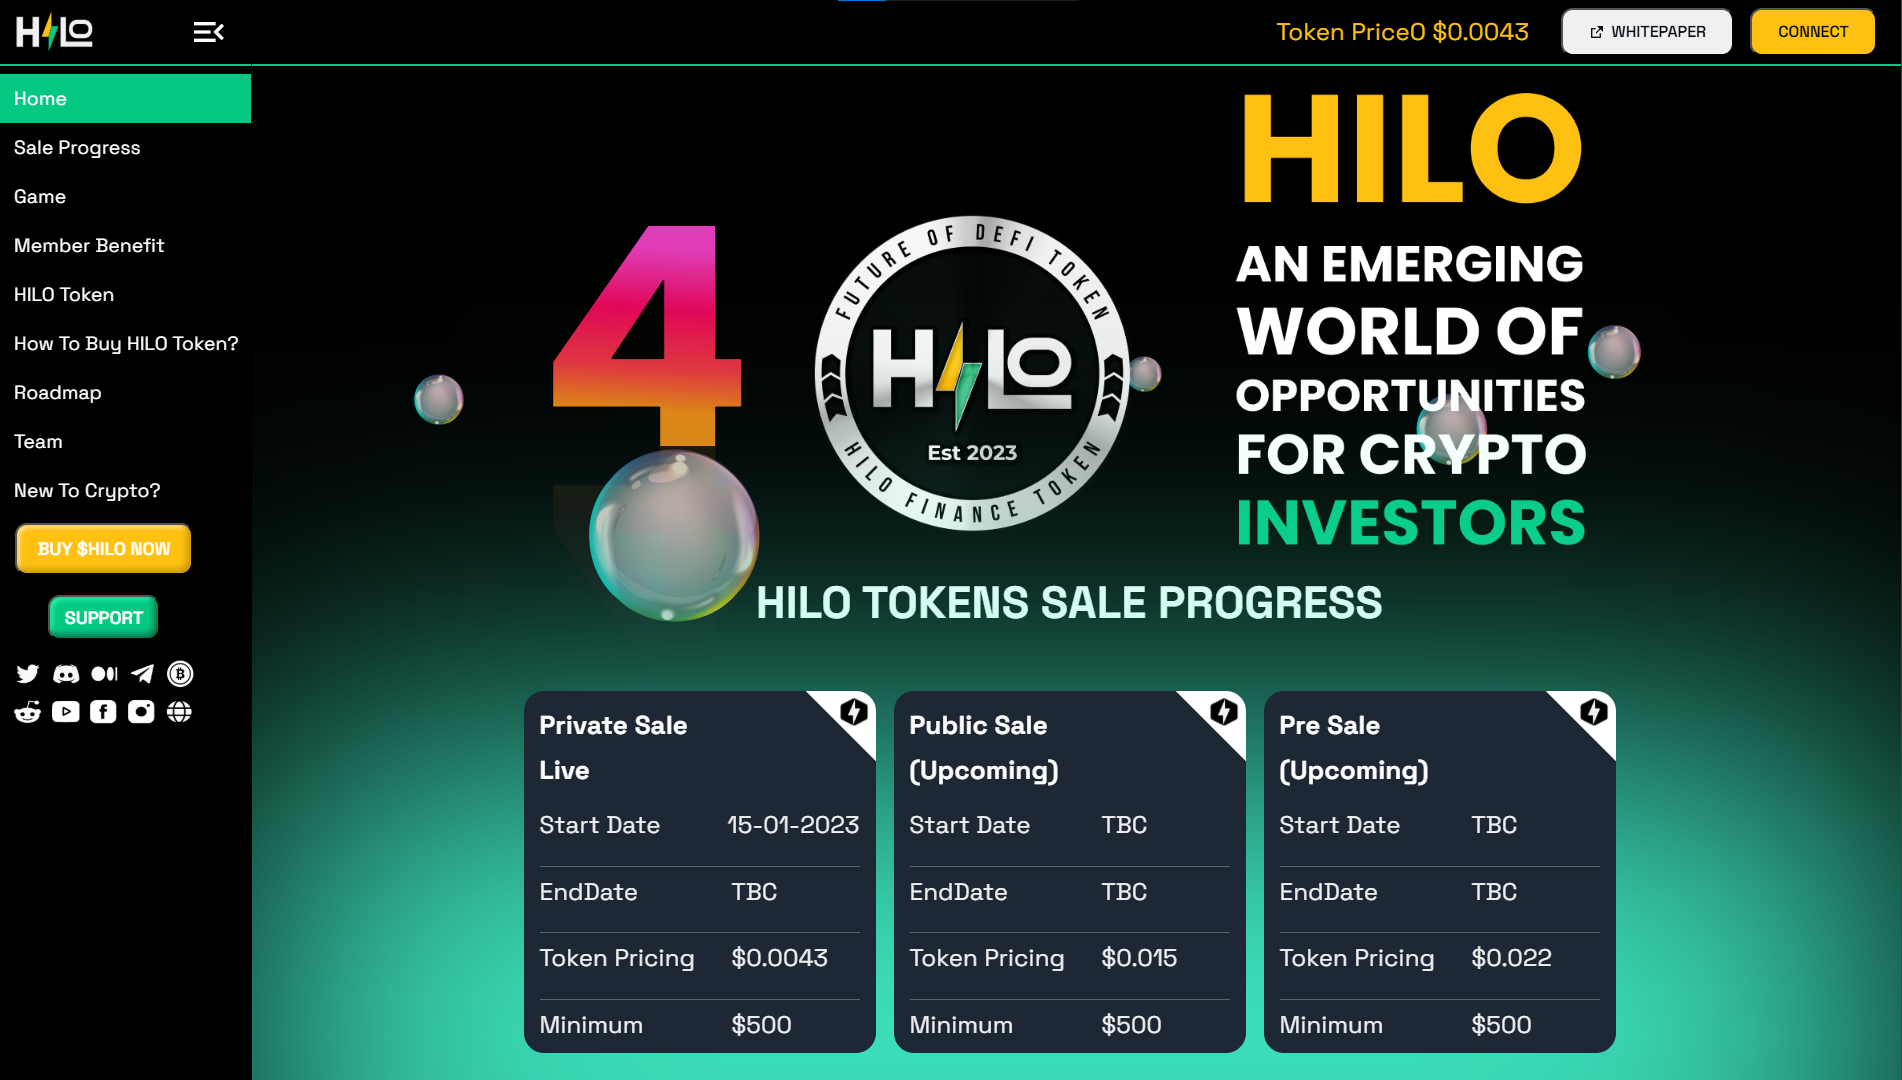 HILO
Token Price0 $0.0043
WHITEPAPER
CONNECT
Home
Sale Progress
Game
Member Benefit
HILO Token
How To Buy HILO Token?
Roadmap
Team
New To Crypto?
BUY $HILO NOW
SUPPORT
4
FUTURE OF DEFI TOKEN
HILO
Est 2023
HILO FINANCE TOKEN
HILO
AN EMERGING
WORLD OF
OPPORTUNITIES
FOR CRYPTO
INVESTORS
HILO TOKENS SALE PROGRESS
Private Sale
Live
Start Date 15-01-2023
EndDate TBC
Token Pricing $0.0043
Minimum $500
Public Sale
(Upcoming)
Start Date TBC
EndDate TBC
Token Pricing $0.015
Minimum $500
Pre Sale
(Upcoming)
Start Date TBC
EndDate TBC
Token Pricing $0.022
Minimum $500